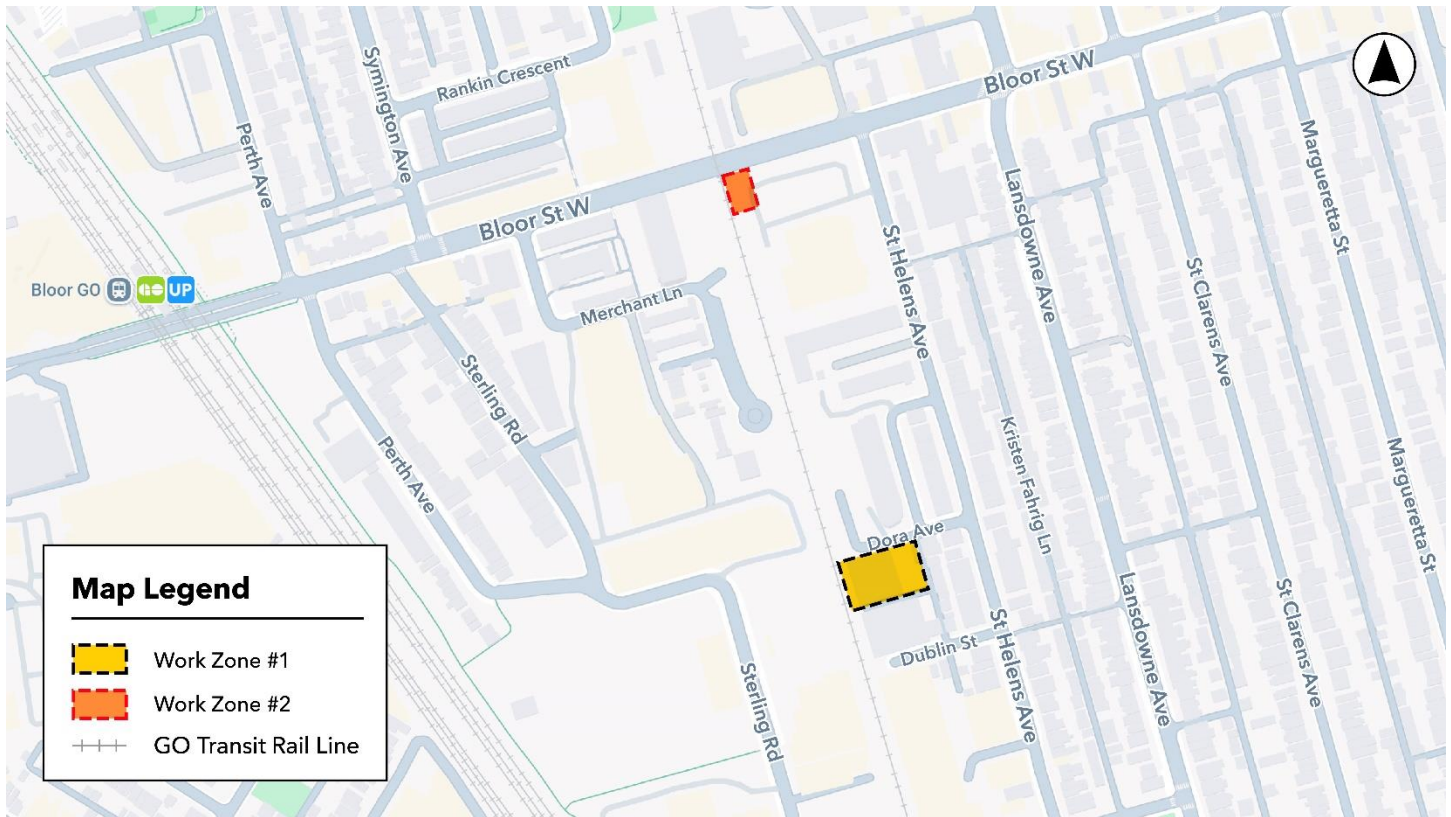 Symington Ave
Rankin Crescent
Bloor St W
Perth Ave
Lansdowne Ave
Margueretta St
Bloor St W
St Helens Ave
St Clarens Ave
Bloor GO
GO
UP
Merchant Ln
Sterling Rd
Perth Ave
Kristen Fahrig Ln
Margueretta St
Dora Ave
Lansdowne Ave
St Clarens Ave
St Helens Ave
Dublin St
Sterling Rd
Map Legend
Work Zone #1
Work Zone #2
GO Transit Rail Line